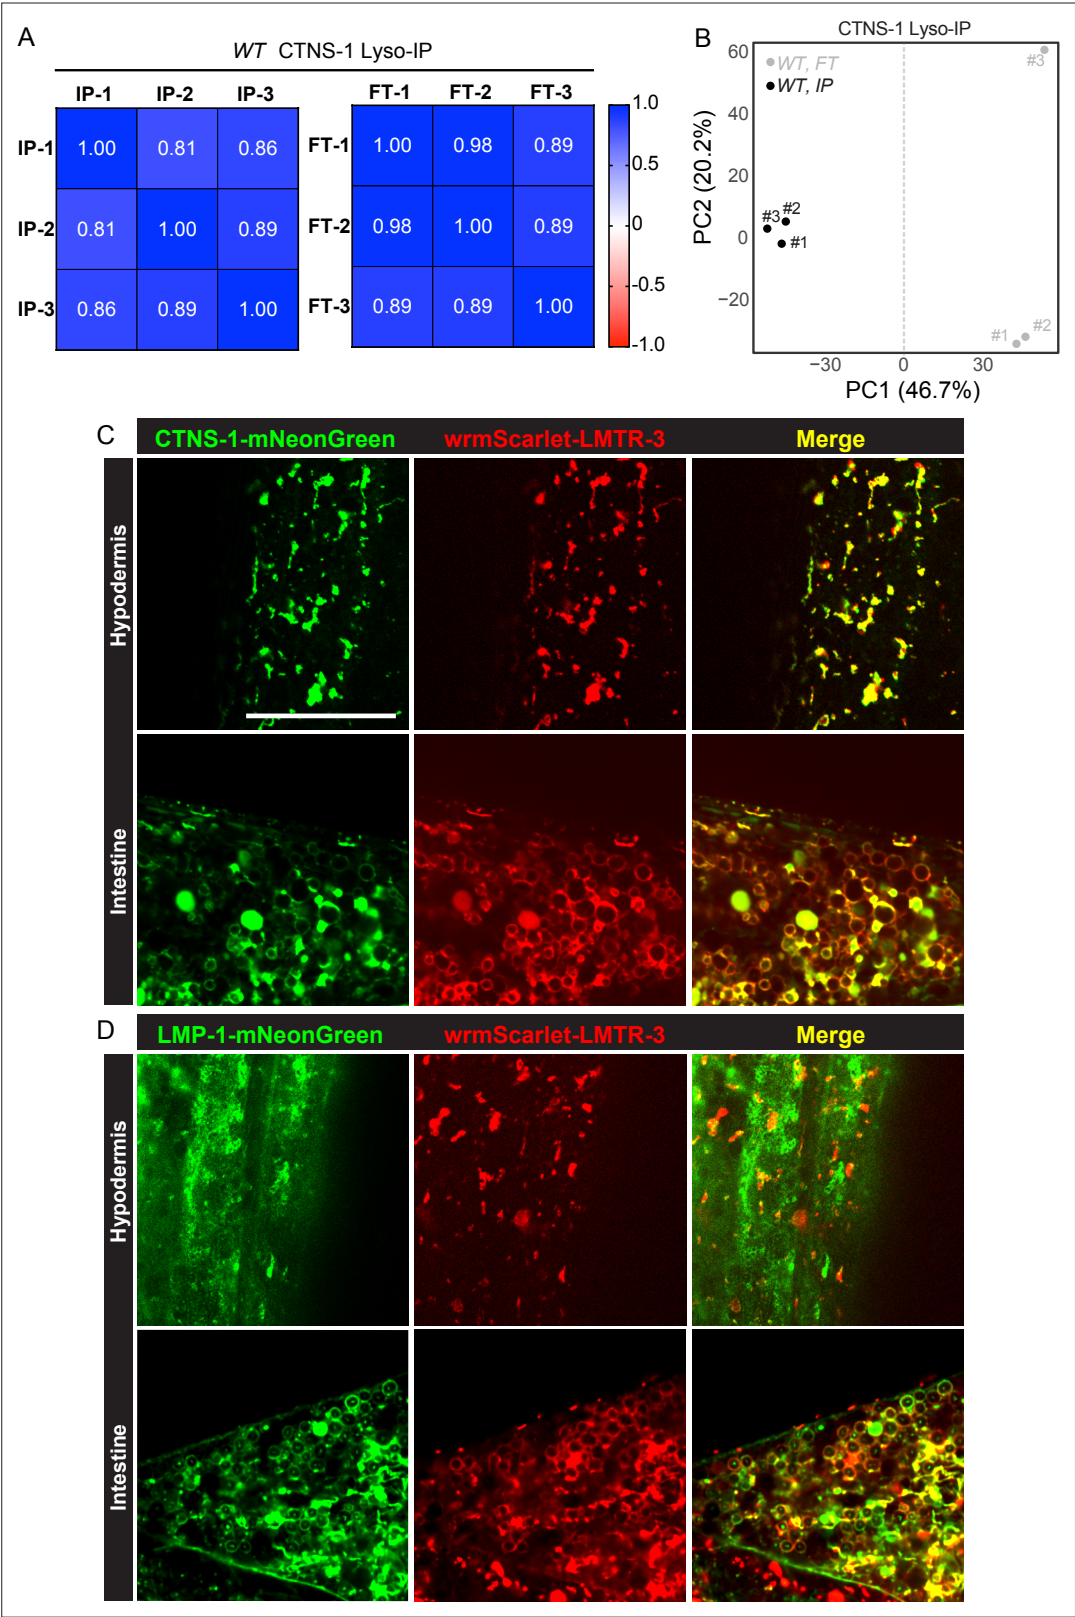 A
WT CTNS-1 Lyso-IP
IP-1 IP-2 IP-3
IP-1 1.00 0.81 0.86
IP-2 0.81 1.00 0.89
IP-3 0.86 0.89 1.00
FT-1 FT-2 FT-3
FT-1 1.00 0.98 0.89
FT-2 0.98 1.00 0.89
FT-3 0.89 0.89 1.00
1.0
0.5
0
-0.5
-1.0
B
CTNS-1 Lyso-IP
WT, FT
WT, IP
#3
#3 #2
#1
#1 #2
60
40
20
0
−20
PC2 (20.2%)
−30 0 30
PC1 (46.7%)
C
CTNS-1-mNeonGreen wrmScarlet-LMTR-3 Merge
Hypodermis
Intestine
D
LMP-1-mNeonGreen wrmScarlet-LMTR-3 Merge
Hypodermis
Intestine